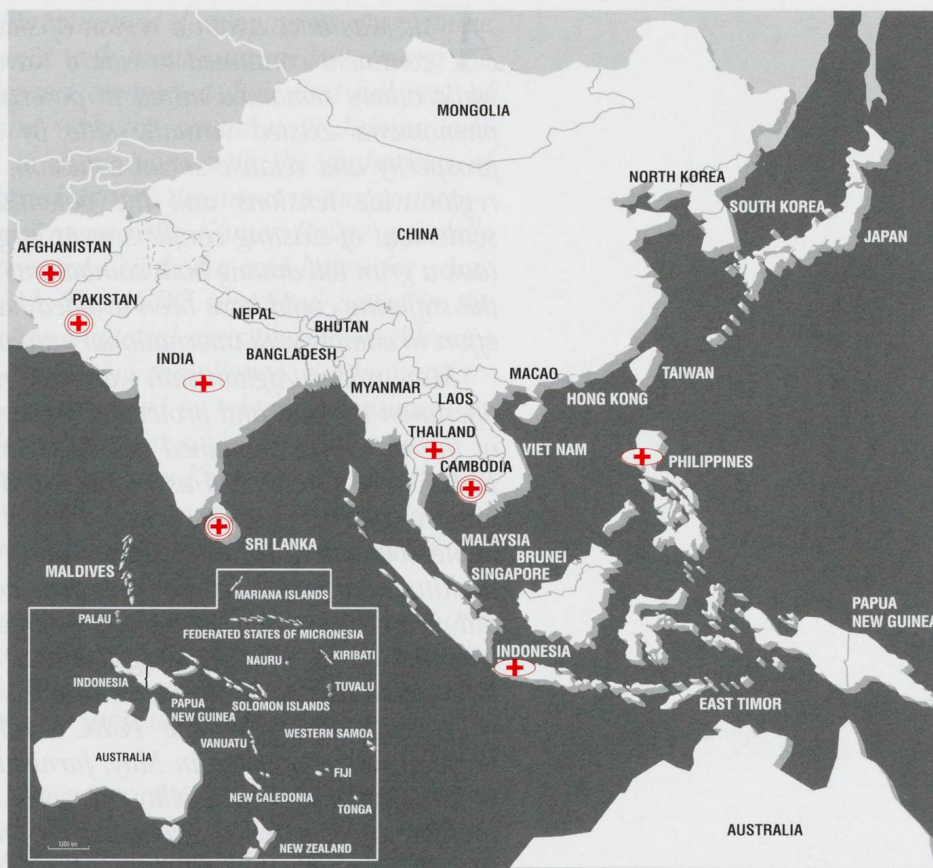 MONGOLIA
NORTH KOREA
SOUTH KOREA
JAPAN
CHINA
AFGHANISTAN
PAKISTAN
NEPAL
BHUTAN
INDIA
BANGLADESH
MYANMAR
MACAO
TAIWAN
HONG KONG
LAOS
THAILAND
VIET NAM
CAMBODIA
PHILIPPINES
SRI LANKA
MALAYSIA
BRUNEI
SINGAPORE
MALDIVES
PAPUA
NEW GUINEA
INDONESIA
EAST TIMOR
AUSTRALIA
MARIANA ISLANDS
PALAU
FEDERATED STATES OF MICRONESIA
NAURU
KIRIBATI
INDONESIA
TUVALU
PAPUA
NEW GUINEA
SOLOMON ISLANDS
VANUATU
WESTERN SAMOA
AUSTRALIA
FIJI
NEW CALEDONIA
TONGA
NEW ZEALAND